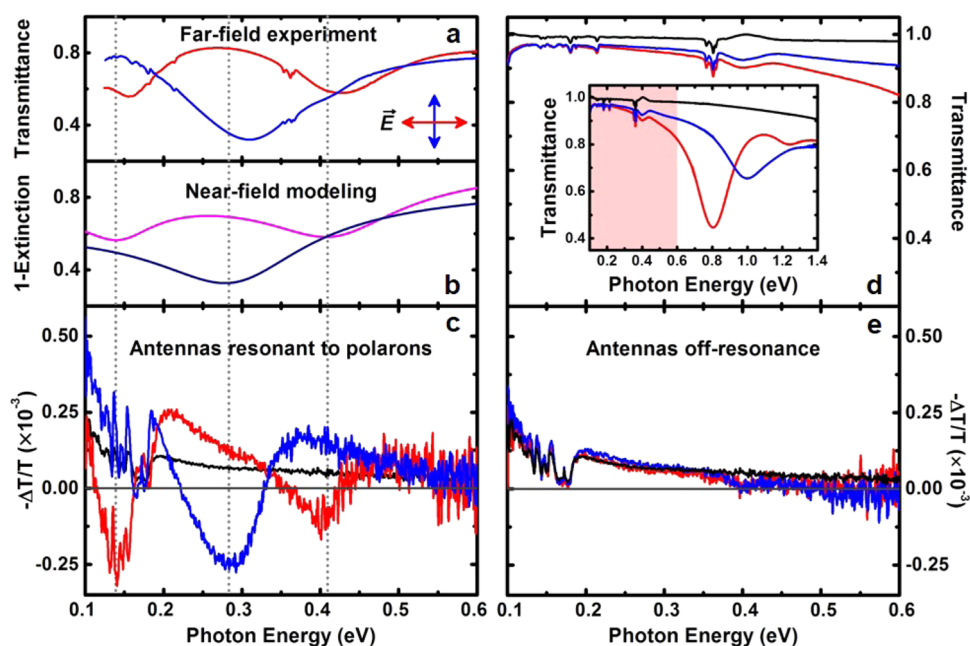 Far-field experiment
a
Transmittance
0.8
0.4
E
Near-field modeling
b
1-Extinction
0.8
0.4
Antennas resonant to polarons
c
-ΔT/T (×10⁻³)
0.50
0.25
0.00
-0.25
0.1 0.2 0.3 0.4 0.5 0.6
Photon Energy (eV)
d
Transmittance
1.0
0.9
0.8
1.0
0.9
Transmittance
1.0
0.8
0.6
0.4
0.2 0.4 0.6 0.8 1.0 1.2 1.4
Photon Energy (eV)
Antennas off-resonance
e
-ΔT/T (×10⁻³)
0.50
0.25
0.00
-0.25
0.1 0.2 0.3 0.4 0.5 0.6
Photon Energy (eV)